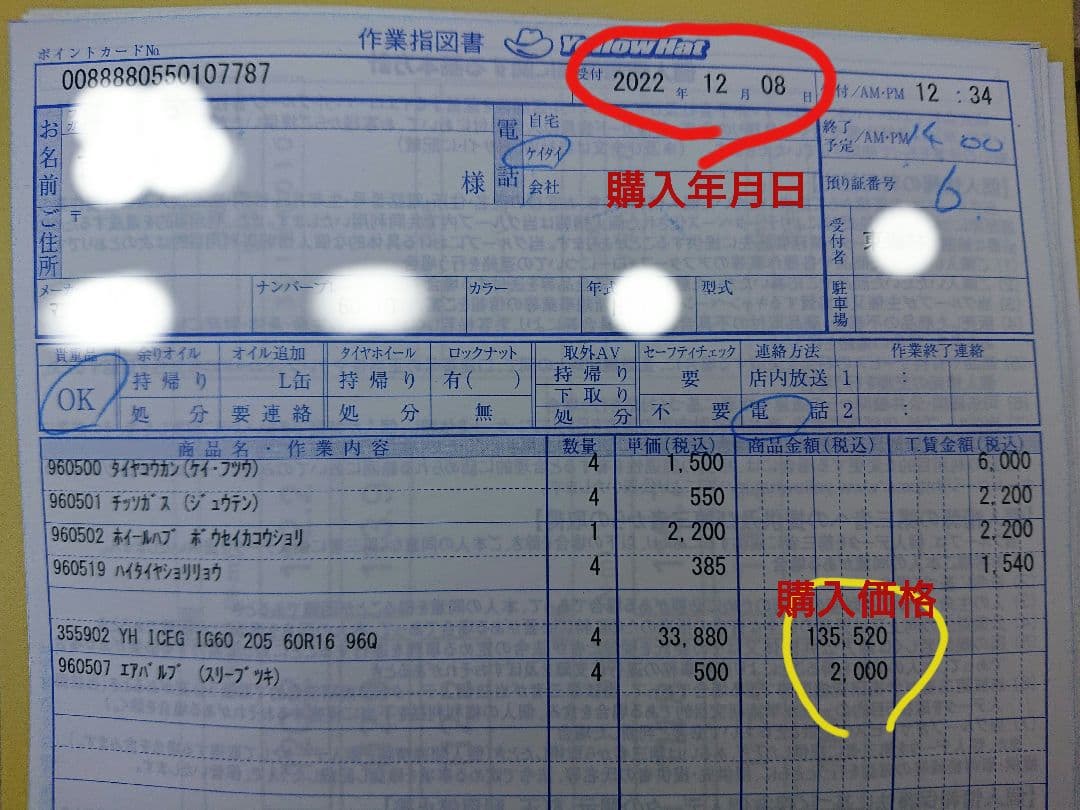 作業指図書 YellowHat
ポイントカードNo.
0088880550107787
受付 2022 年 12 月 08 日 付/AM・PM 12 : 34
購入年月日
お名前 様
電話 自宅 ケイタイ 会社
終了予定/AM・PM 14 00
預り証番号 6
ご住所 〒
受付者
駐車場
ナンバープ カラー 年式 型式
貴重品 余りオイル オイル追加 タイヤホイール ロックナット 取外AV セーフティチェック 連絡方法 作業終了連絡
OK 持帰り L缶 持帰り 有( ) 持帰り 要 店内放送 1 :
下取り
処分 要連絡 処分 無 処分 不要 電話 2 :
商品名・作業内容 数量 単価(税込) 商品金額(税込) 工賃金額(税込)
960500 タイヤコウカン(ケイ・フツウ) 4 1,500 6,000
960501 チッソガス (ジュウテン) 4 550 2,200
960502 ホイールハブ ボウセイカコウショリ 1 2,200 2,200
960519 ハイタイヤショリリョウ 4 385 1,540
購入価格
355902 YH ICEG IG60 205 60R16 96Q 4 33,880 135,520
960507 エアバルブ (スリーブツキ) 4 500 2,000